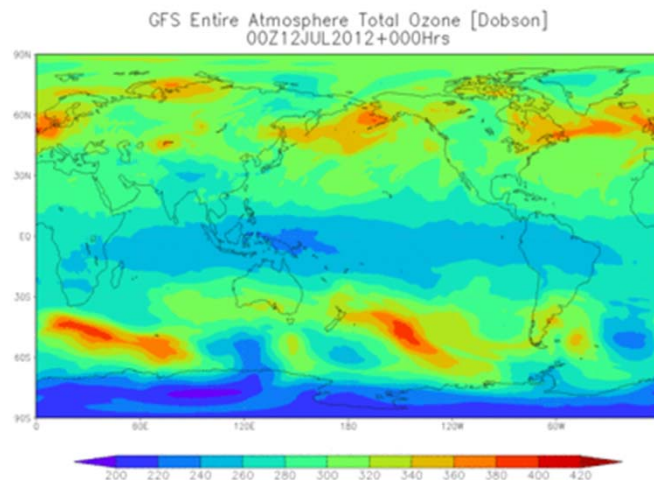 GFS Entire Atmosphere Total Ozone [Dobson]
00Z12JUL2012+000Hrs
90N
60N
30N
EQ
30S
60S
90S
0 60E 120E 180 120W 60W
200 220 240 260 280 300 320 340 360 380 400 420